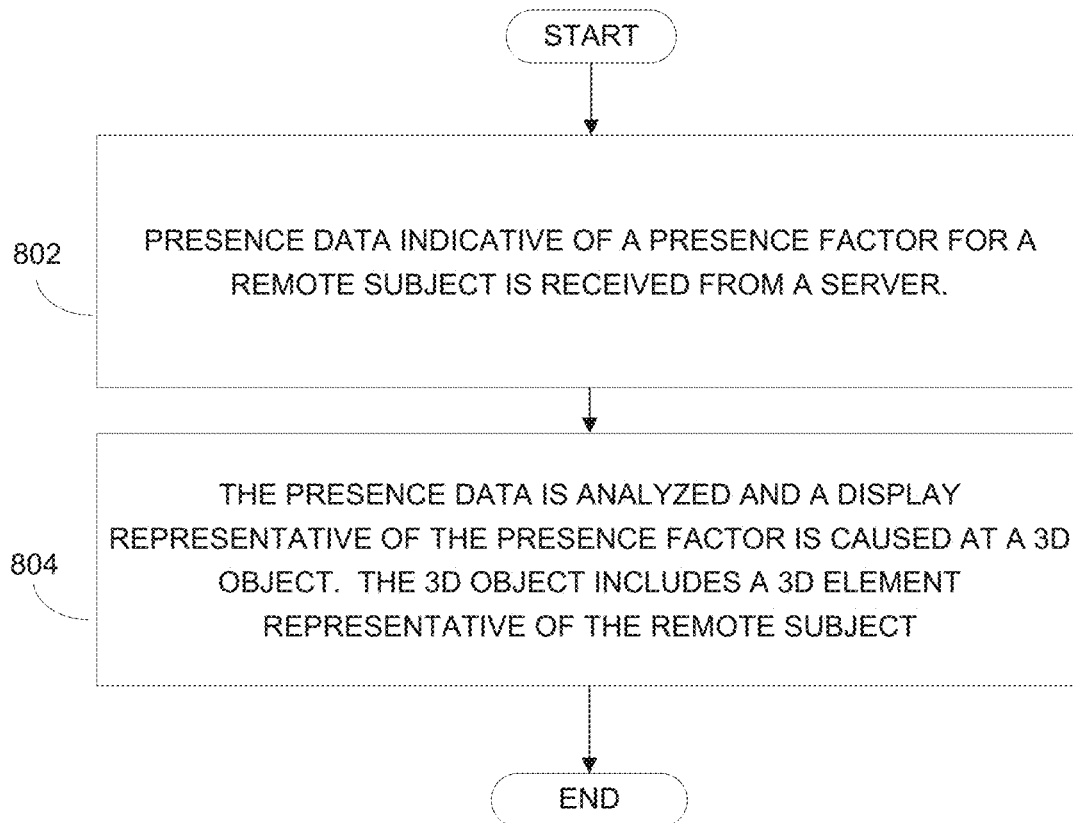 START
802
PRESENCE DATA INDICATIVE OF A PRESENCE FACTOR FOR A
REMOTE SUBJECT IS RECEIVED FROM A SERVER.
804
THE PRESENCE DATA IS ANALYZED AND A DISPLAY
REPRESENTATIVE OF THE PRESENCE FACTOR IS CAUSED AT A 3D
OBJECT. THE 3D OBJECT INCLUDES A 3D ELEMENT
REPRESENTATIVE OF THE REMOTE SUBJECT
END